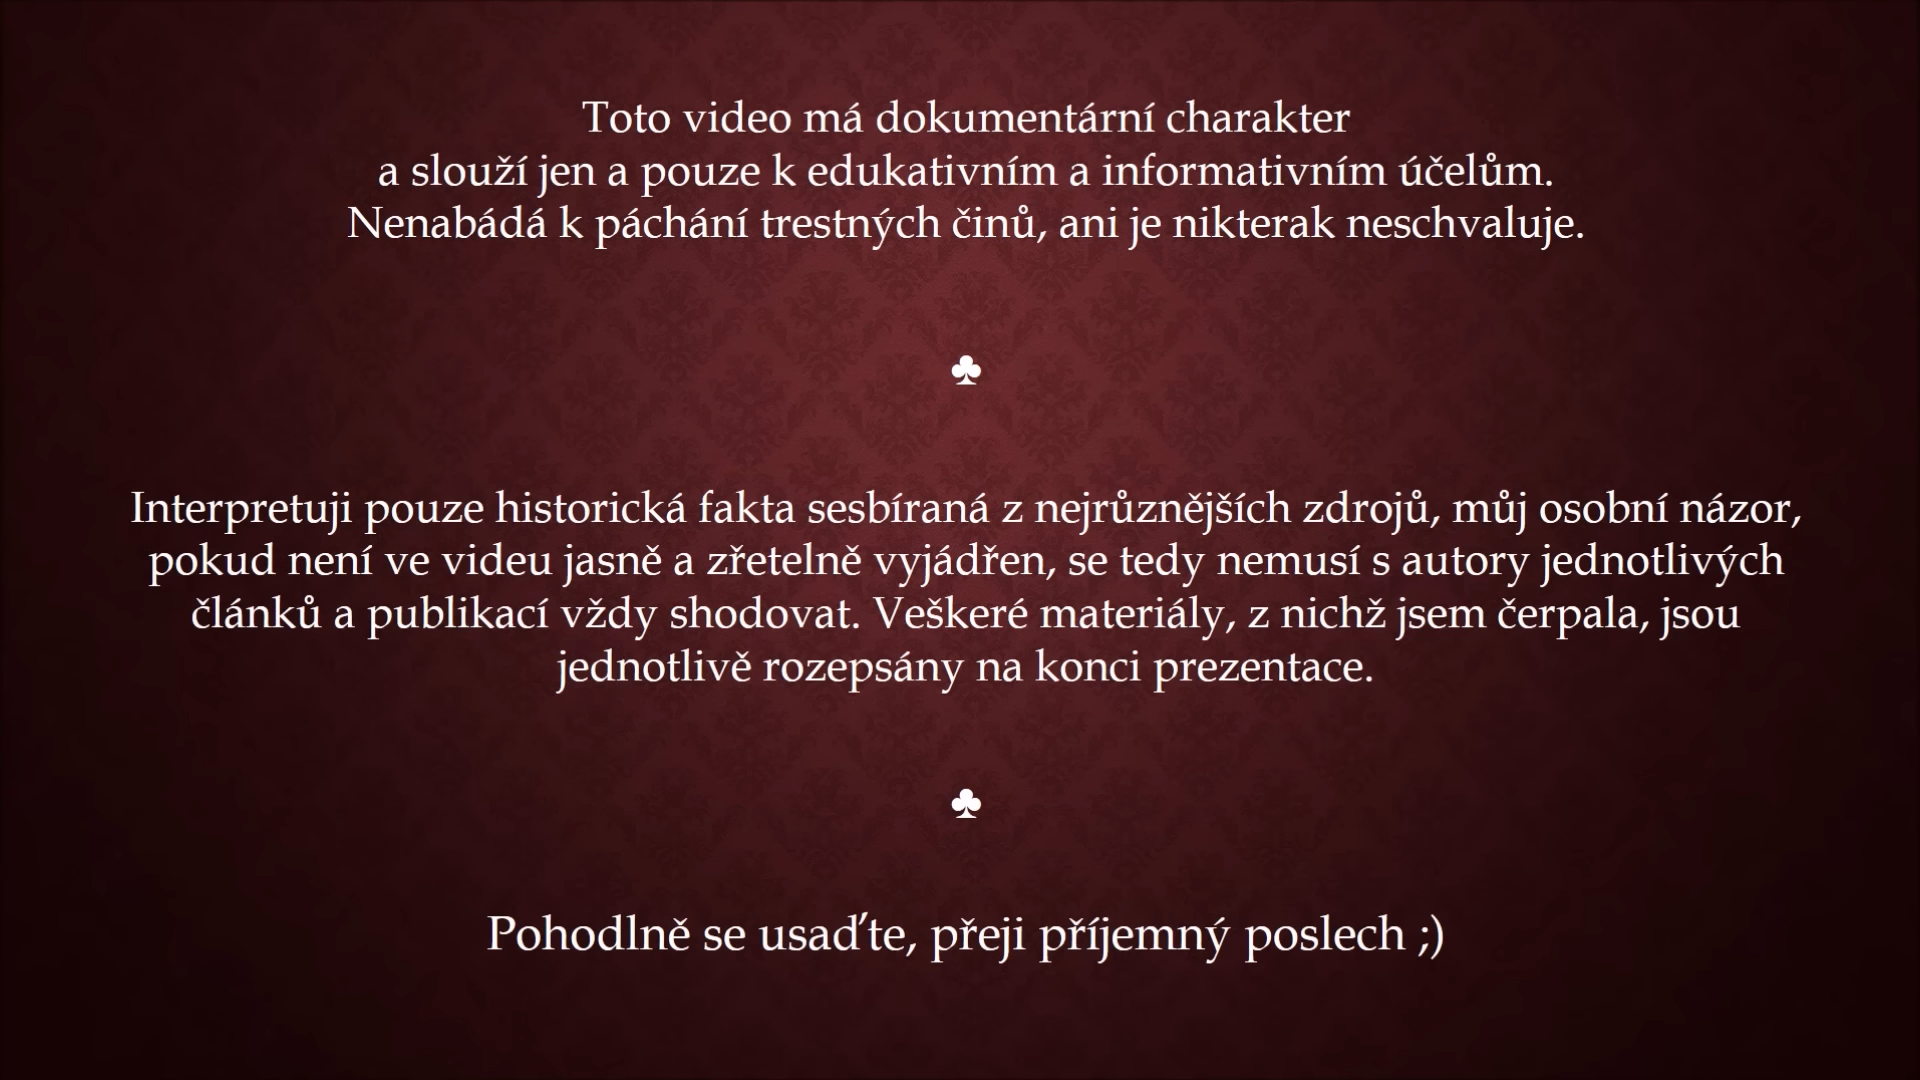 Toto video má dokumentární charakter
a slouží jen a pouze k edukativním a informativním účelům.
Nenabádá k páchání trestných činů, ani je nikterak neschvaluje.
♣
Interpretuji pouze historická fakta sesbíraná z nejrůznějších zdrojů, můj osobní názor,
pokud není ve videu jasně a zřetelně vyjádřen, se tedy nemusí s autory jednotlivých
článků a publikací vždy shodovat. Veškeré materiály, z nichž jsem čerpala, jsou
jednotlivě rozepsány na konci prezentace.
♣
Pohodlně se usaďte, přeji příjemný poslech ;)